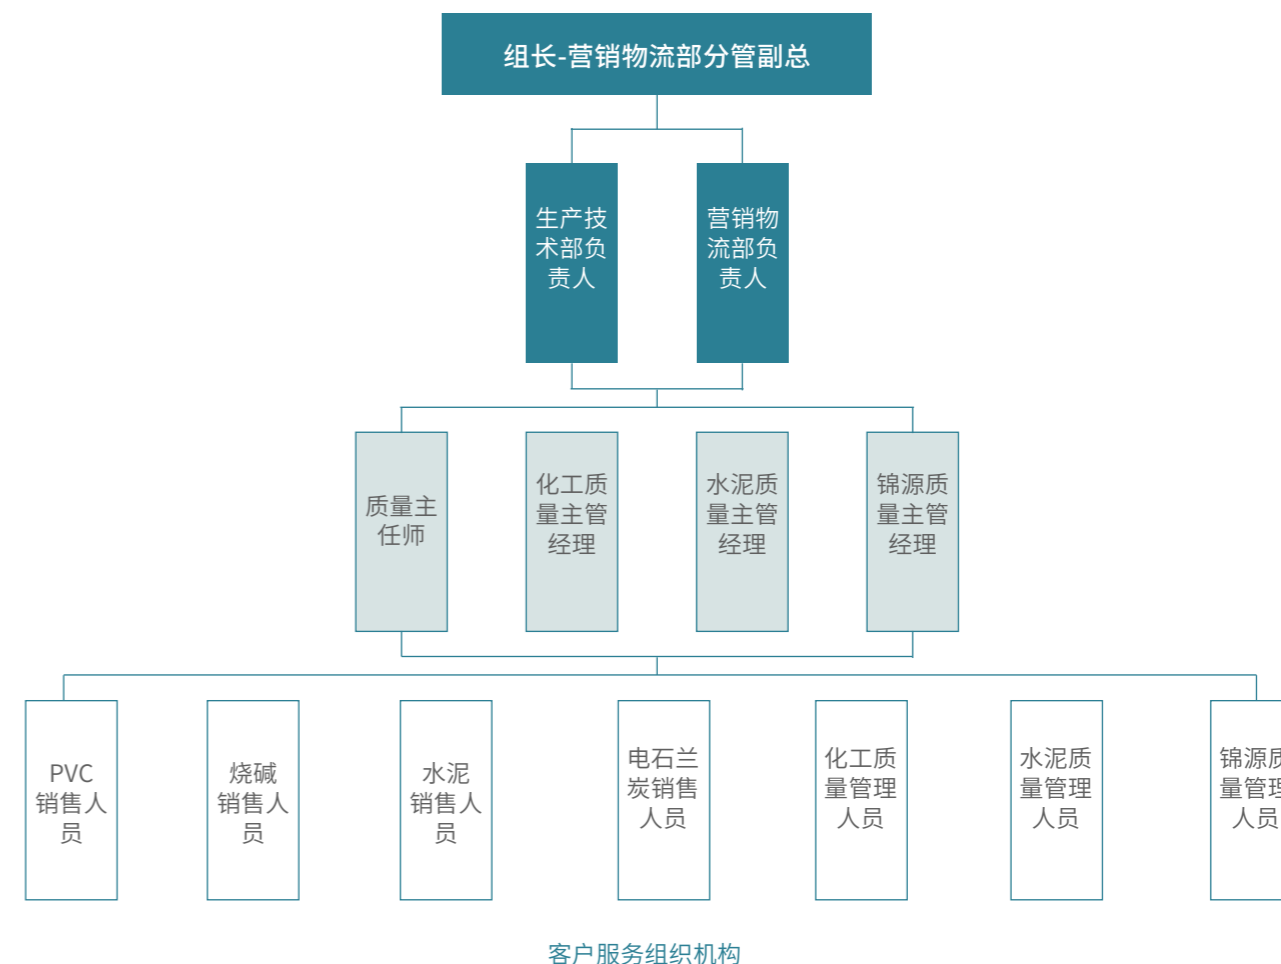 组长-营销物流部分管副总
生产技
术部负
责人
营销物
流部负
责人
质量主
任师
化工质
量主管
经理
水泥质
量主管
经理
锦源质
量主管
经理
PVC
销售人
员
烧碱
销售人
员
水泥
销售人
员
电石兰
炭销售
人员
化工质
量管理
人员
水泥质
量管理
人员
锦源质
量管理
人员
客户服务组织机构